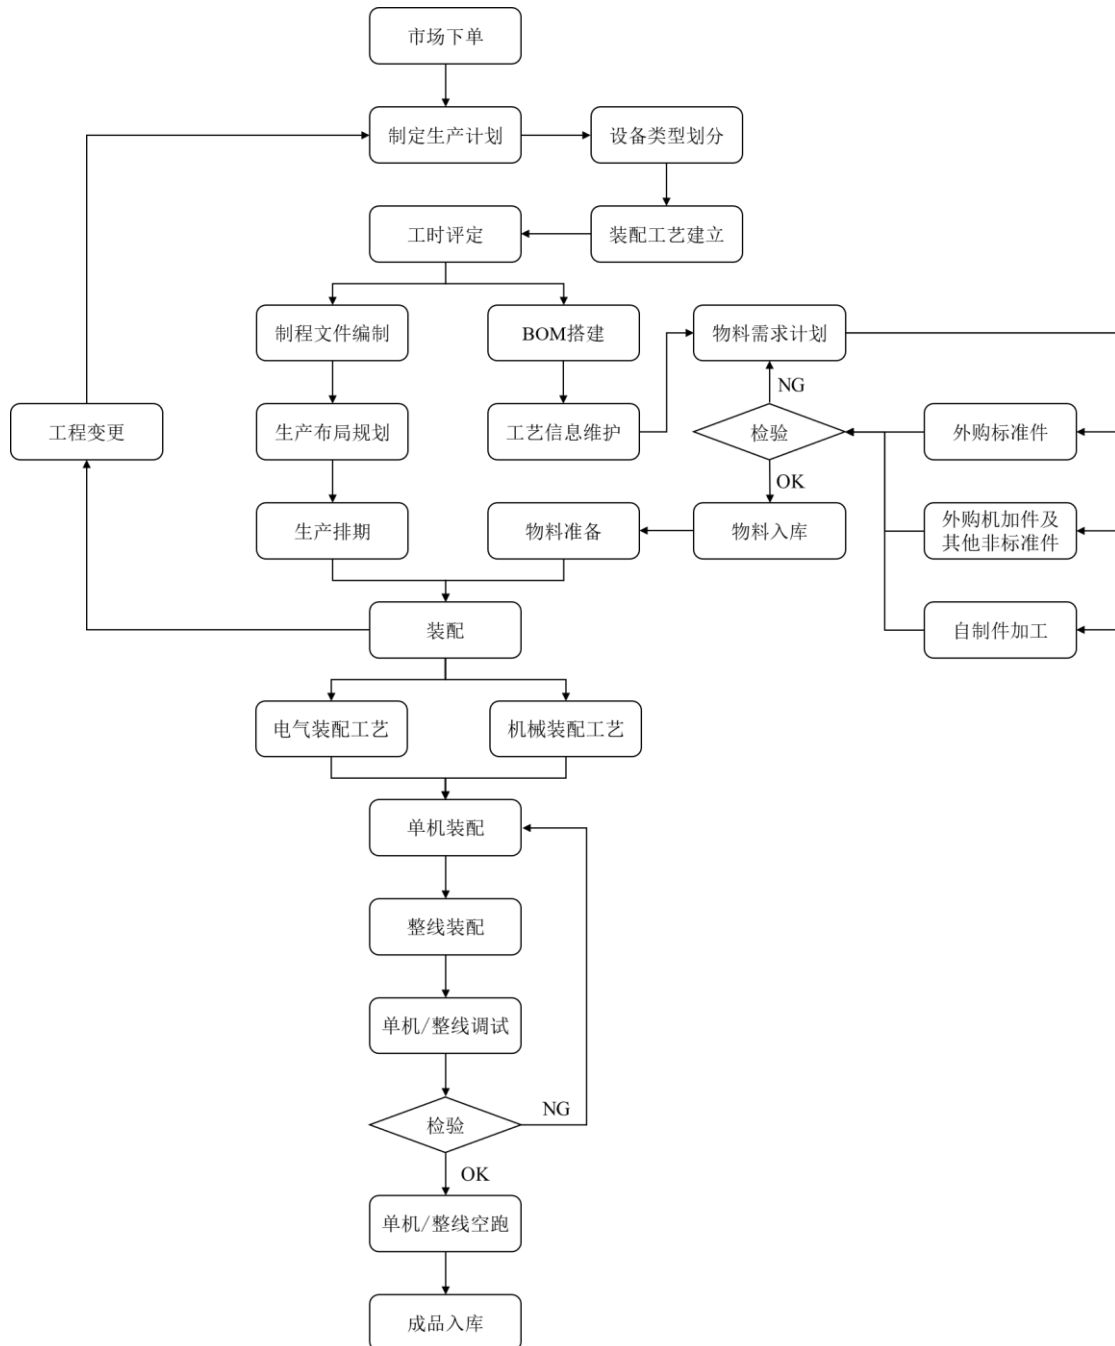 市场下单
制定生产计划
设备类型划分
工时评定
装配工艺建立
制程文件编制
BOM搭建
物料需求计划
NG
工程变更
生产布局规划
工艺信息维护
检验
外购标准件
OK
生产排期
物料准备
物料入库
外购机加件及
其他非标准件
装配
自制件加工
电气装配工艺
机械装配工艺
单机装配
整线装配
单机/整线调试
检验
NG
OK
单机/整线空跑
成品入库